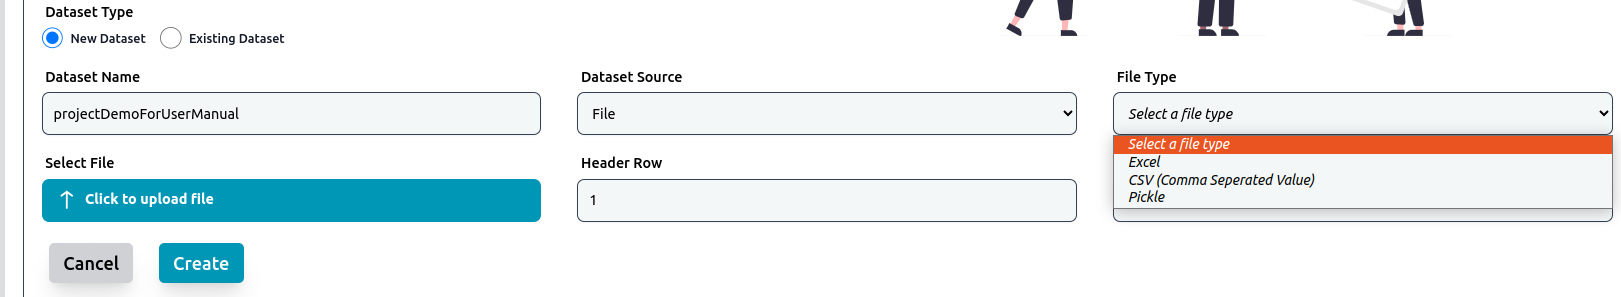 Dataset Type
New Dataset Existing Dataset
Dataset Name Dataset Source File Type
projectDemoForUserManual File Select a file type
Select a file type
Excel
CSV (Comma Seperated Value)
Pickle
Select File Header Row
Click to upload file 1
Cancel Create